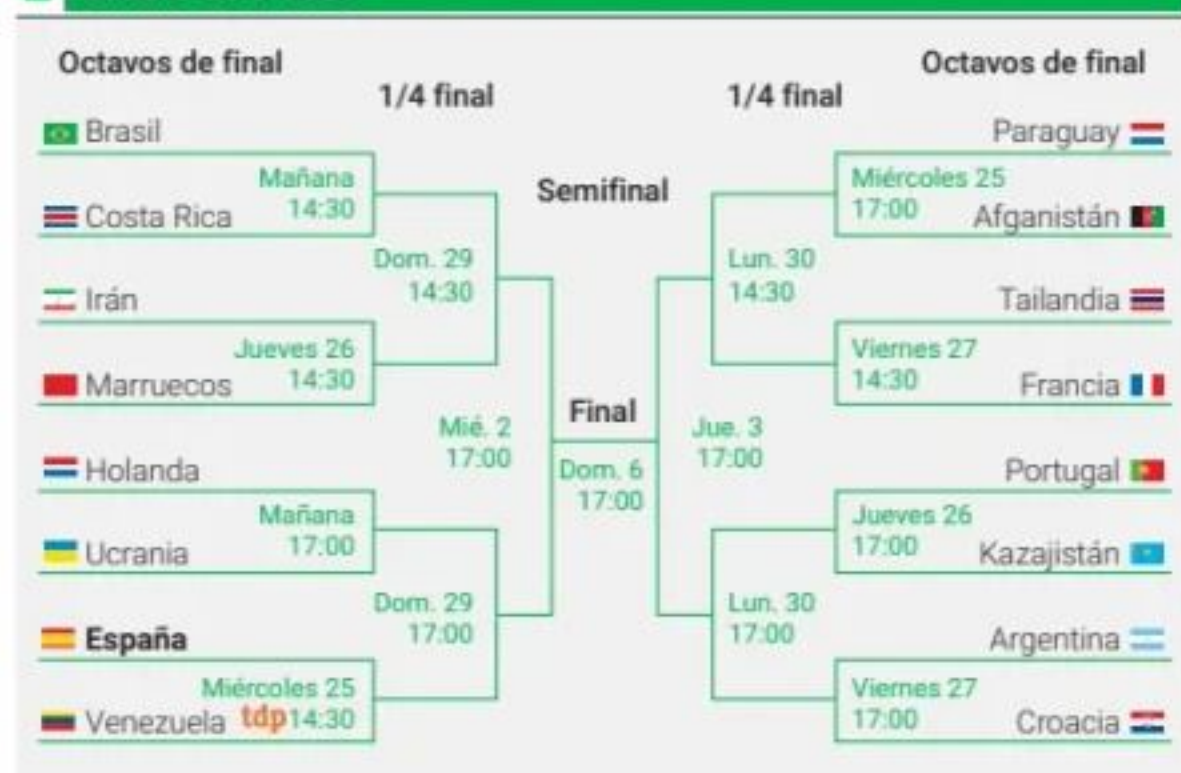 Octavos de final
1/4 final
Brasil
Mañana
14:30
Costa Rica
Dom. 29
14:30
Irán
Jueves 26
14:30
Marruecos
Mié. 2
17:00
Holanda
Mañana
17:00
Ucrania
Dom. 29
17:00
España
Miércoles 25
Venezuela tdp 14:30
Semifinal
Final
Dom. 6
17:00
Octavos de final
1/4 final
Paraguay
Miércoles 25
17:00
Afganistán
Lun. 30
14:30
Tailandia
Viernes 27
14:30
Francia
Jue. 3
17:00
Portugal
Jueves 26
17:00
Kazajistán
Lun. 30
17:00
Argentina
Viernes 27
17:00
Croacia